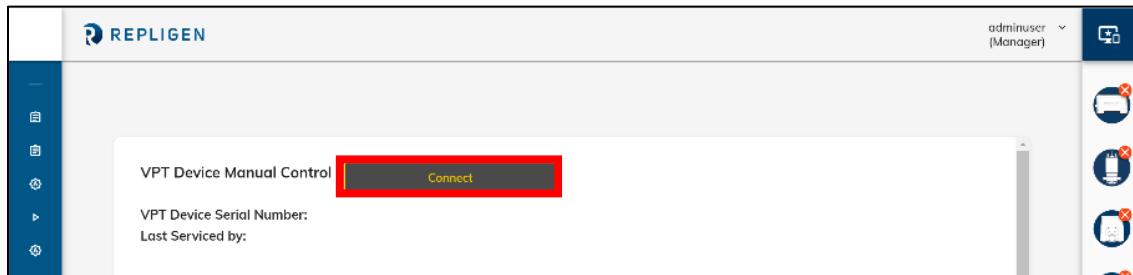 REPLIGEN
adminuser
(Manager)
VPT Device Manual Control
Connect
VPT Device Serial Number:
Last Serviced by: